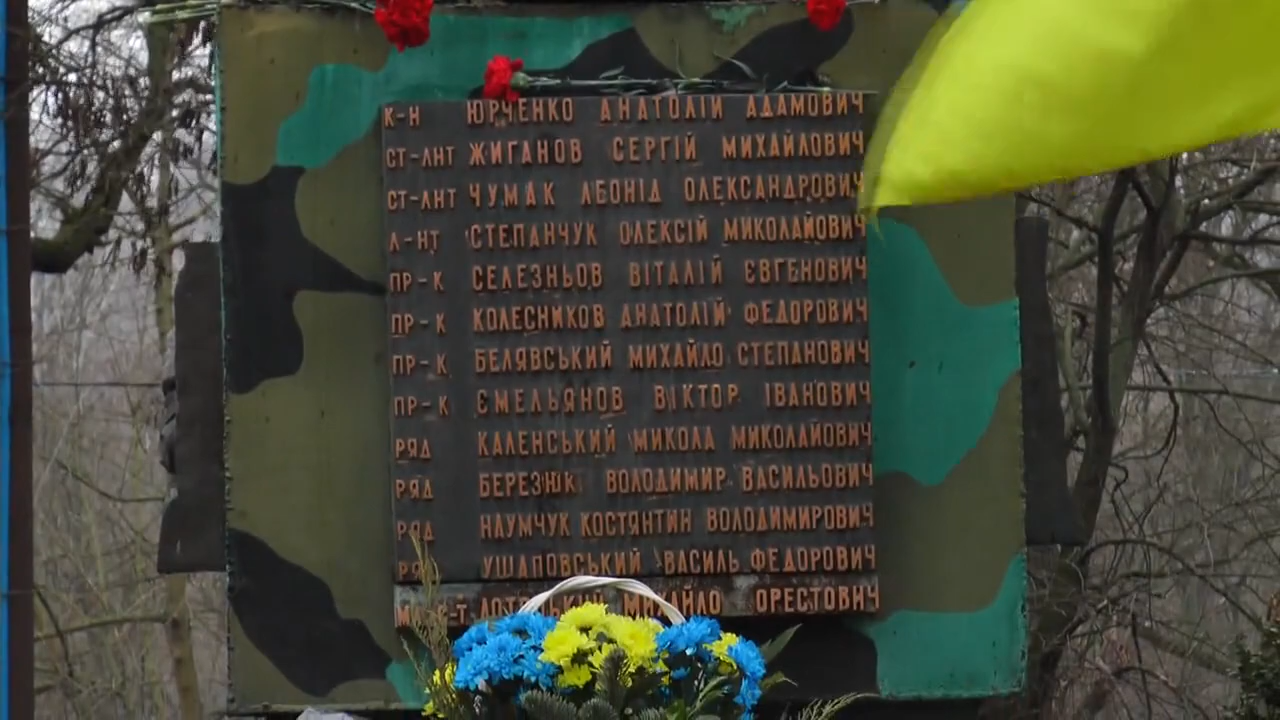 К-Н ЮРЧЕНКО АНАТОЛІЙ АДАМОВИЧ
СТ-ЛНТ ЖИГАНОВ СЕРГІЙ МИХАЙЛОВИЧ
СТ-ЛНТ ЧУМАК ЛЕОНІД ОЛЕКСАНДРОВИЧ
Л-НТ СТЕПАНЧУК ОЛЕКСІЙ МИКОЛАЙОВИЧ
ПР-К СЕЛЕЗНЬОВ ВІТАЛІЙ ЄВГЕНОВИЧ
ПР-К КОЛЕСНИКОВ АНАТОЛІЙ ФЕДОРОВИЧ
ПР-К БЕЛЯВСЬКИЙ МИХАЙЛО СТЕПАНОВИЧ
ПР-К ЄМЕЛЬЯНОВ ВІКТОР ІВАНОВИЧ
РЯД КАЛЕНСЬКИЙ МИКОЛА МИКОЛАЙОВИЧ
РЯД БЕРЕЗЮК ВОЛОДИМИР ВАСИЛЬОВИЧ
РЯД НАУМЧУК КОСТЯНТИН ВОЛОДИМИРОВИЧ
УШАПОВСЬКИЙ ВАСИЛЬ ФЕДОРОВИЧ
МИХАЙЛО ОРЕСТОВИЧ